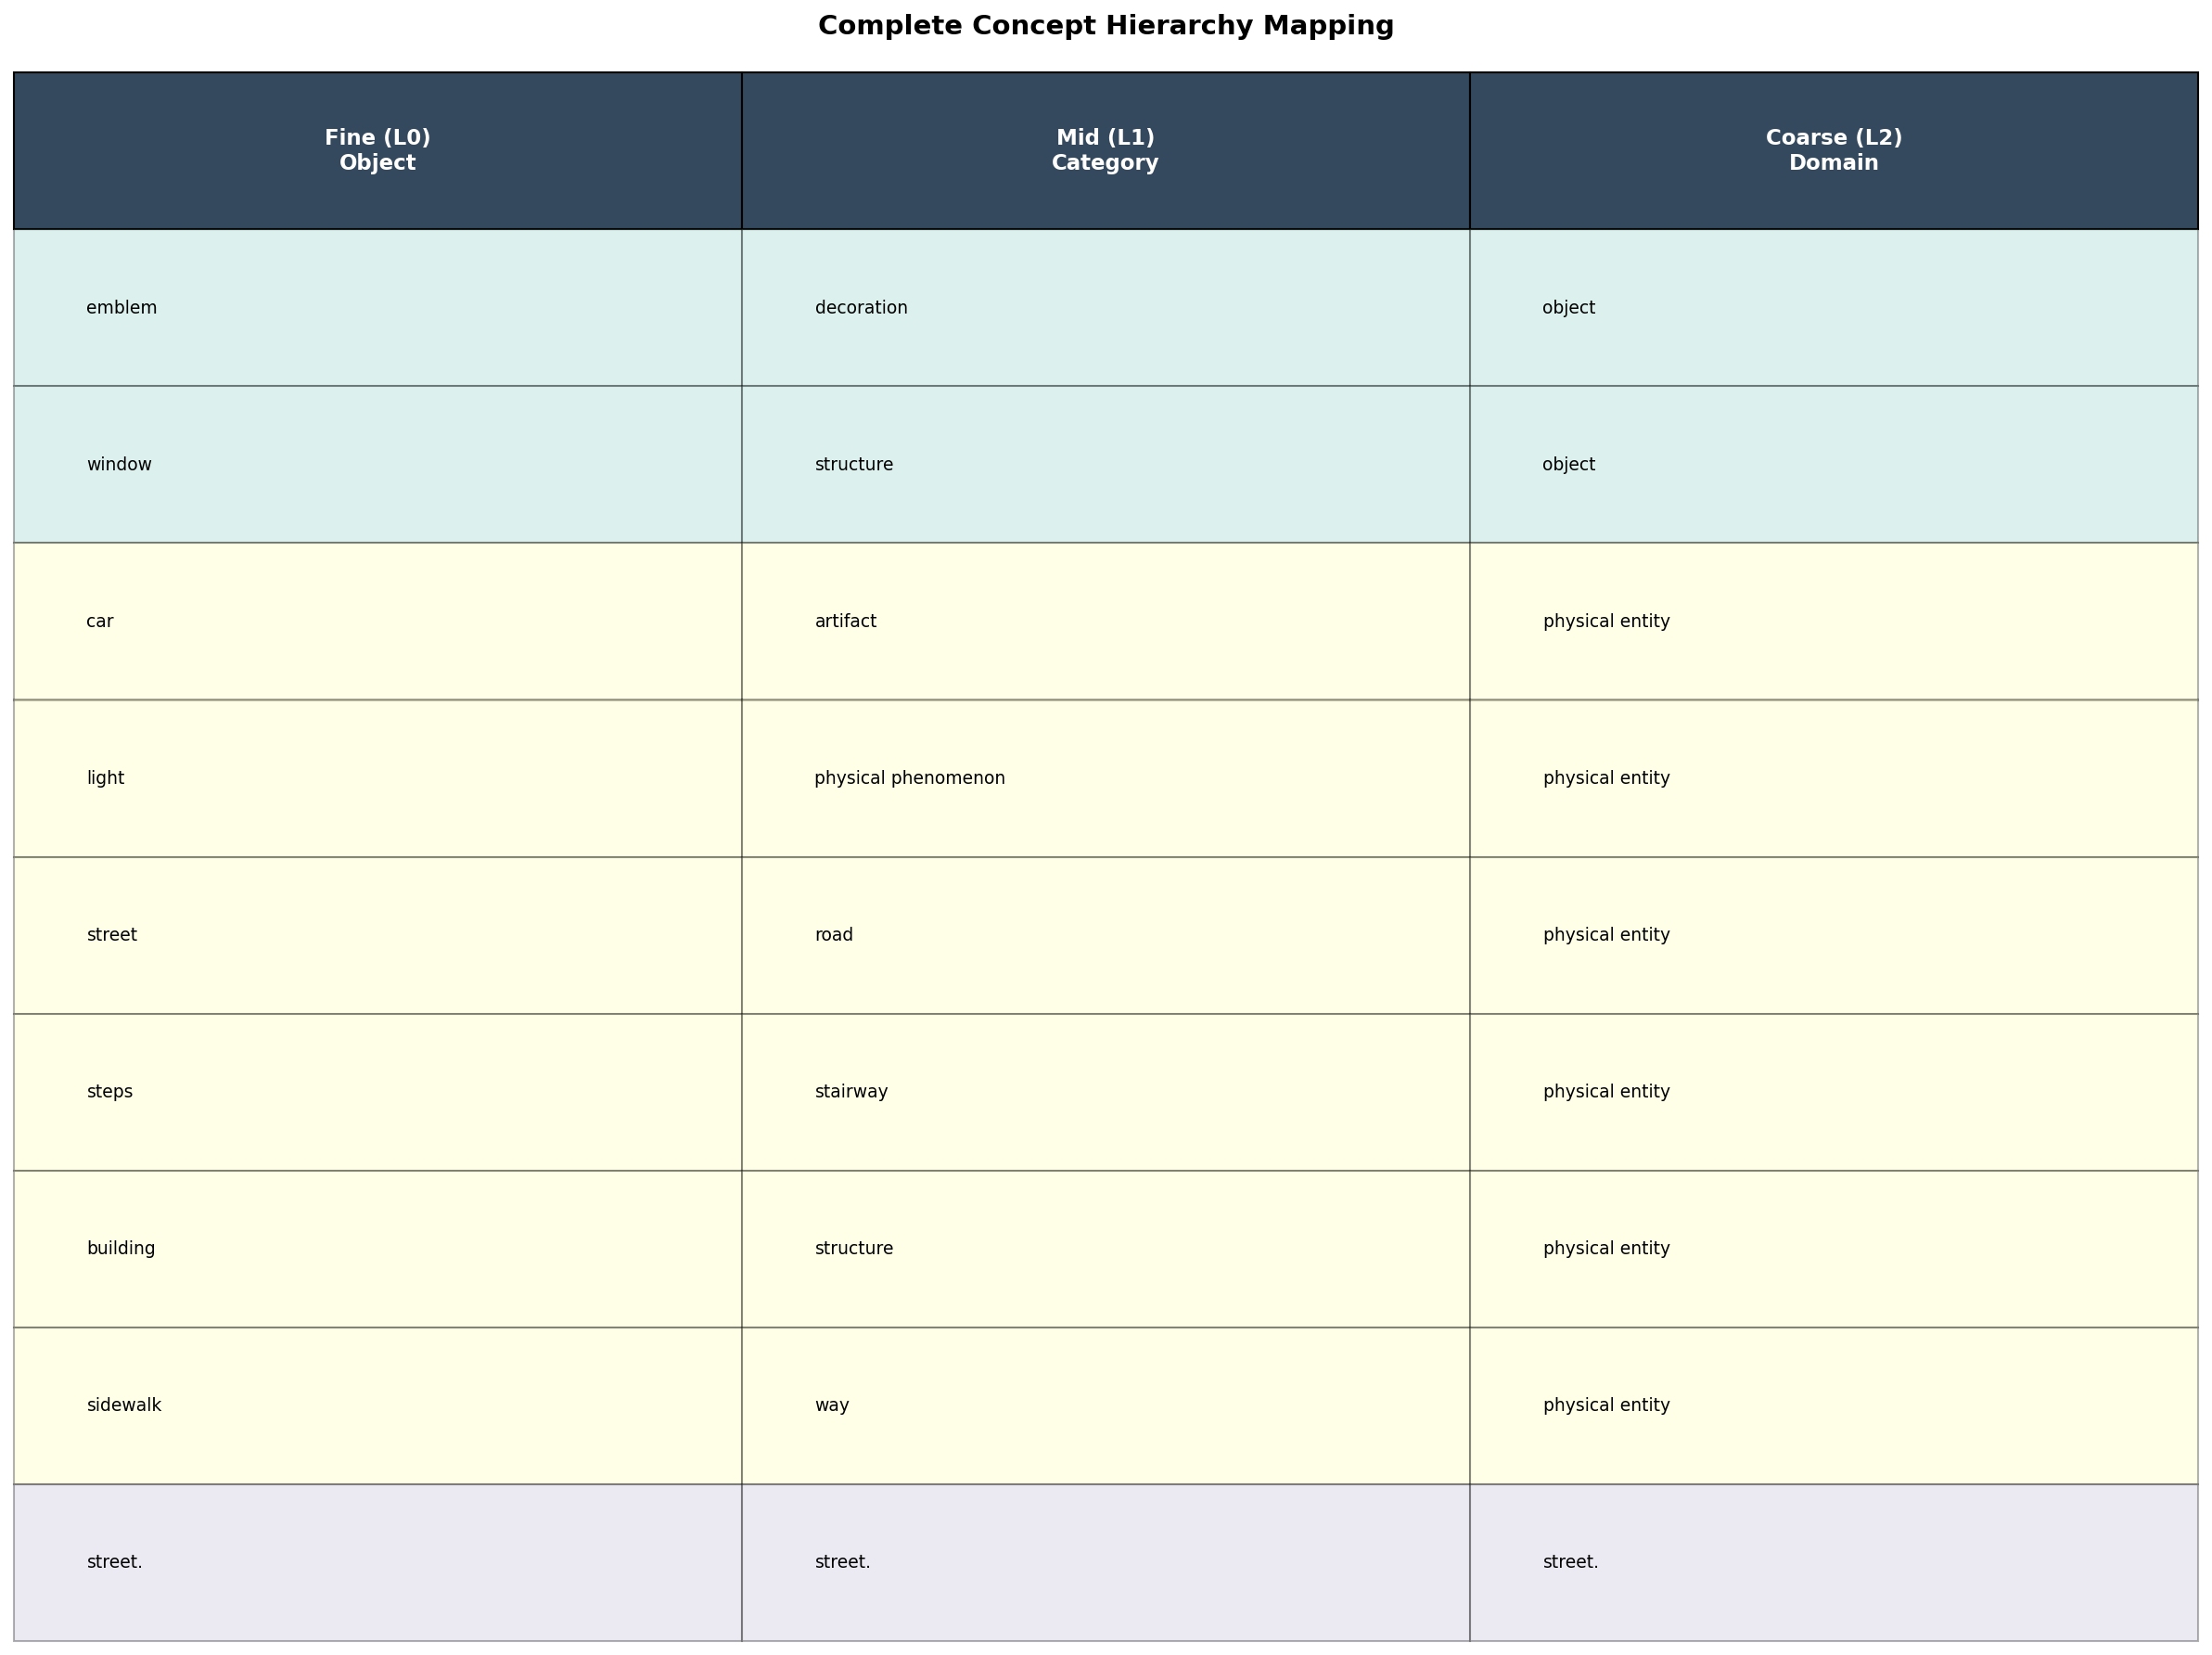 Complete Concept Hierarchy Mapping
Fine (L0)
Object
Mid (L1)
Category
Coarse (L2)
Domain
emblem decoration object
window structure object
car artifact physical entity
light physical phenomenon physical entity
street road physical entity
steps stairway physical entity
building structure physical entity
sidewalk way physical entity
street. street. street.